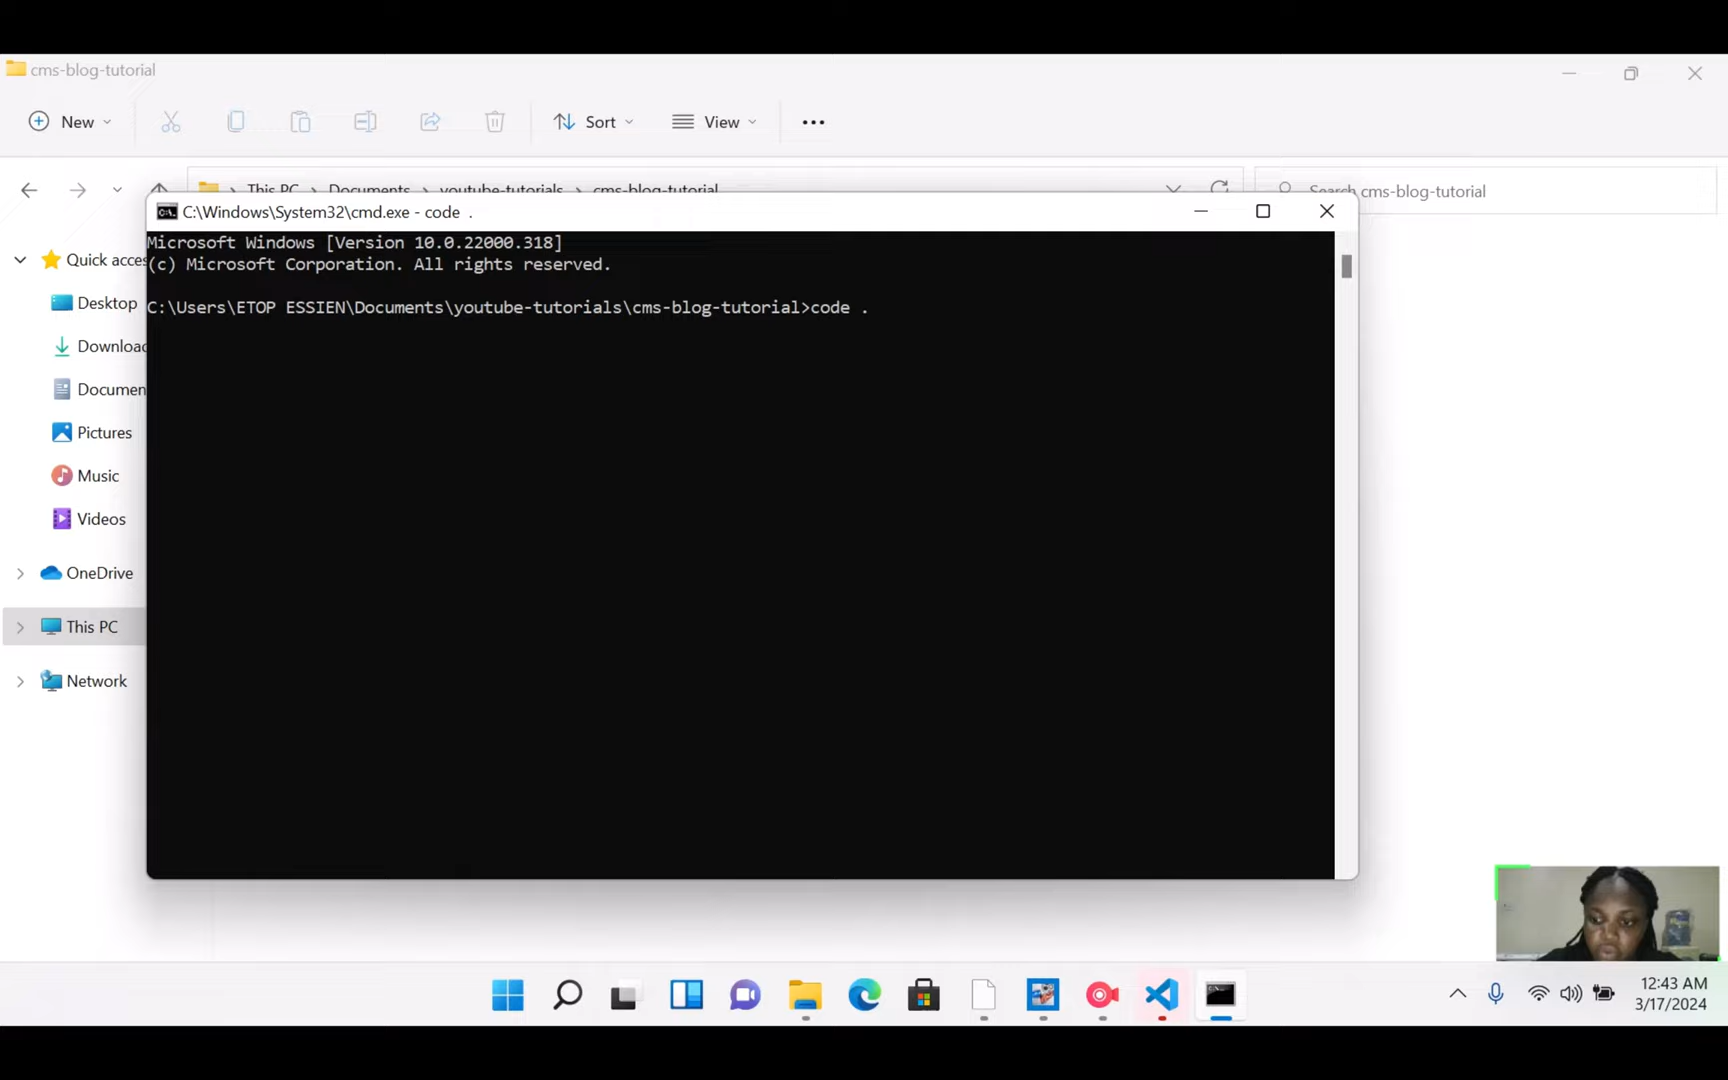 cms-blog-tutorial
New
Sort
View
This PC > Documents > youtube-tutorials > cms-blog-tutorial
Search cms-blog-tutorial
C:\Windows\System32\cmd.exe - code  .
Microsoft Windows [Version 10.0.22000.318]
(c) Microsoft Corporation. All rights reserved.
C:\Users\ETOP ESSIEN\Documents\youtube-tutorials\cms-blog-tutorial>code .
Quick acces
Desktop
Downloac
Documen
Pictures
Music
Videos
OneDrive
This PC
Network
12:43 AM
3/17/2024